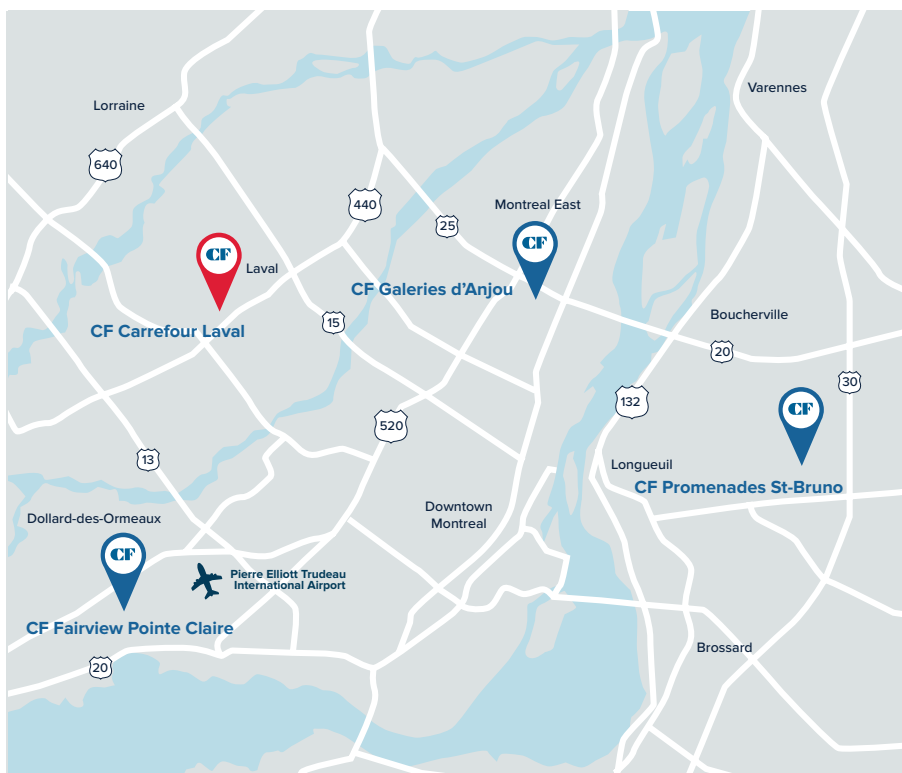 Varennes
Lorraine
640
440
Montreal East
25
CF
CF
Laval
CF Galeries d'Anjou
Boucherville
15
CF Carrefour Laval
20
30
132
CF
520
13
Longueuil
CF Promenades St-Bruno
Downtown
Montreal
Dollard-des-Ormeaux
CF
Pierre Elliott Trudeau
International Airport
CF Fairview Pointe Claire
Brossard
20